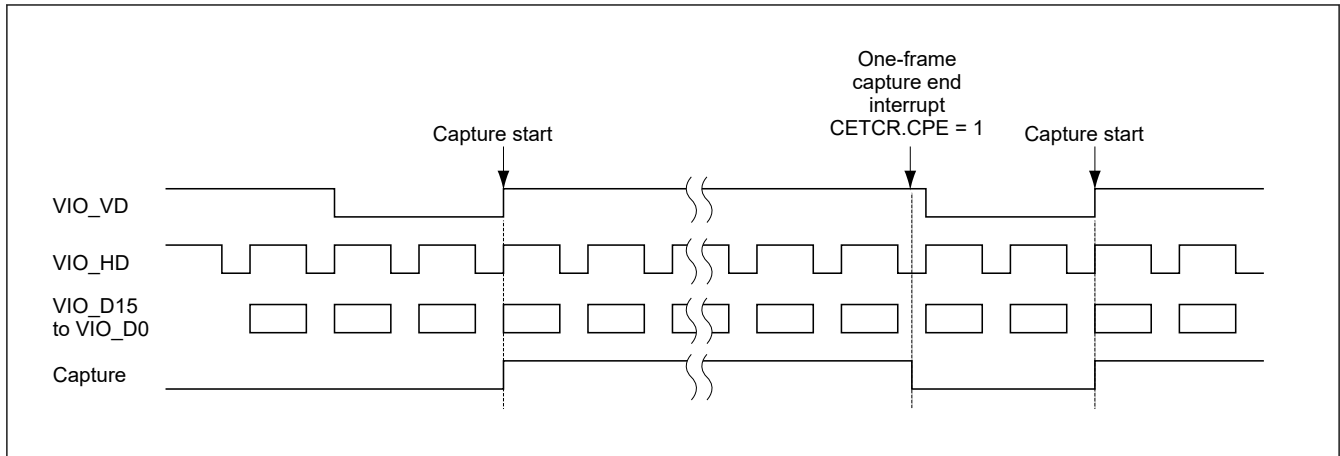 One-frame
capture end
interrupt
CETCR.CPE = 1
Capture start
Capture start
VIO_VD
VIO_HD
VIO_D15
to VIO_D0
Capture